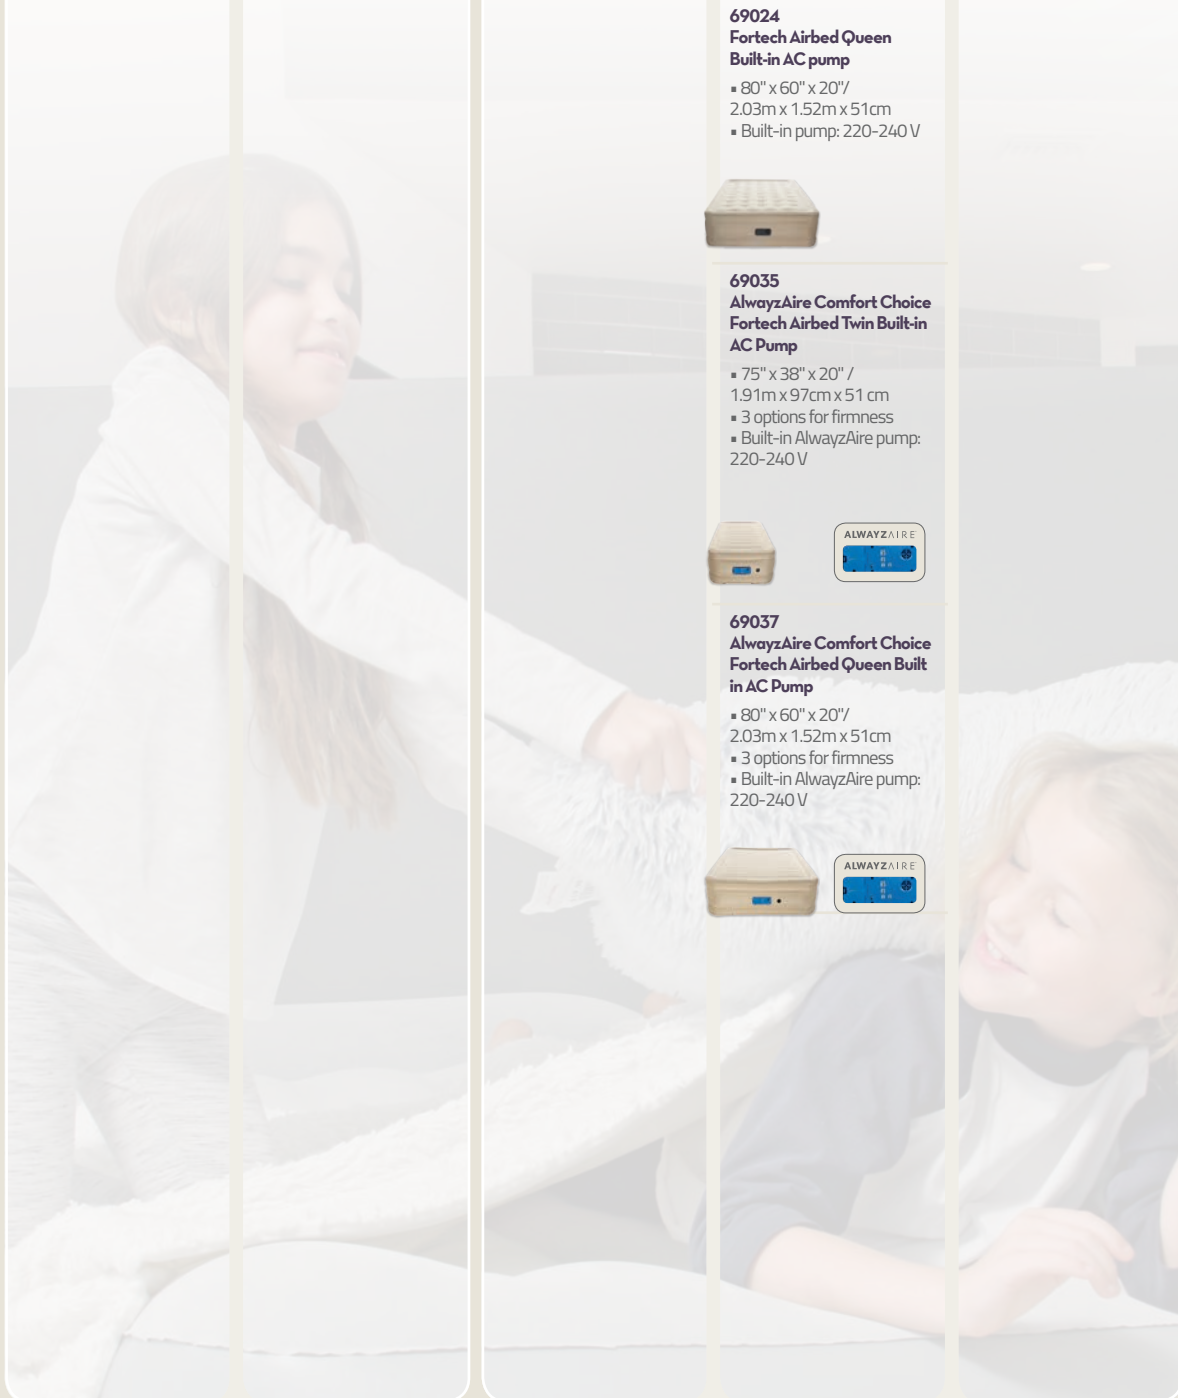 69024
Fortech Airbed Queen
Built-in AC pump
▪ 80" x 60" x 20"/
2.03m x 1.52m x 51cm
▪ Built-in pump: 220-240 V
69035
AlwayzAire Comfort Choice
Fortech Airbed Twin Built-in
AC Pump
▪ 75" x 38" x 20" /
1.91m x 97cm x 51 cm
▪ 3 options for firmness
▪ Built-in AlwayzAire pump:
220-240 V
ALWAYZAIRE
69037
AlwayzAire Comfort Choice
Fortech Airbed Queen Built
in AC Pump
▪ 80" x 60" x 20"/
2.03m x 1.52m x 51cm
▪ 3 options for firmness
▪ Built-in AlwayzAire pump:
220-240 V
ALWAYZAIRE